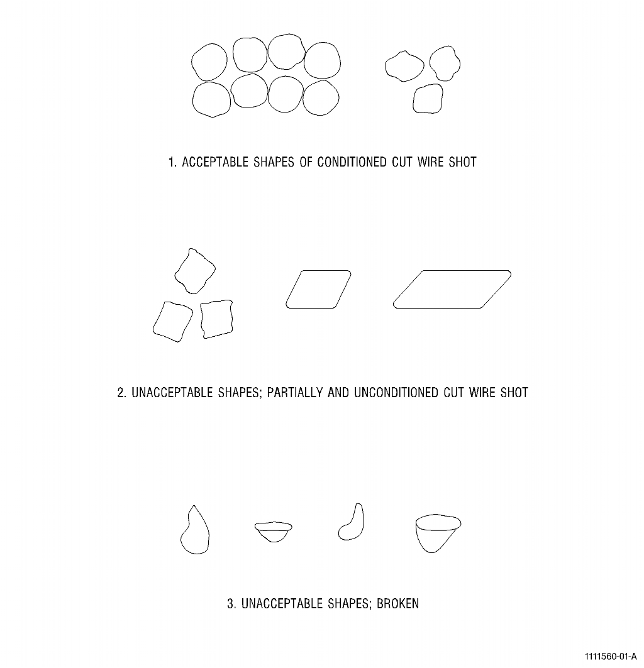 1. ACCEPTABLE SHAPES OF CONDITIONED CUT WIRE SHOT
2. UNACCEPTABLE SHAPES; PARTIALLY AND UNCONDITIONED CUT WIRE SHOT
3. UNACCEPTABLE SHAPES; BROKEN
1111560-01-A